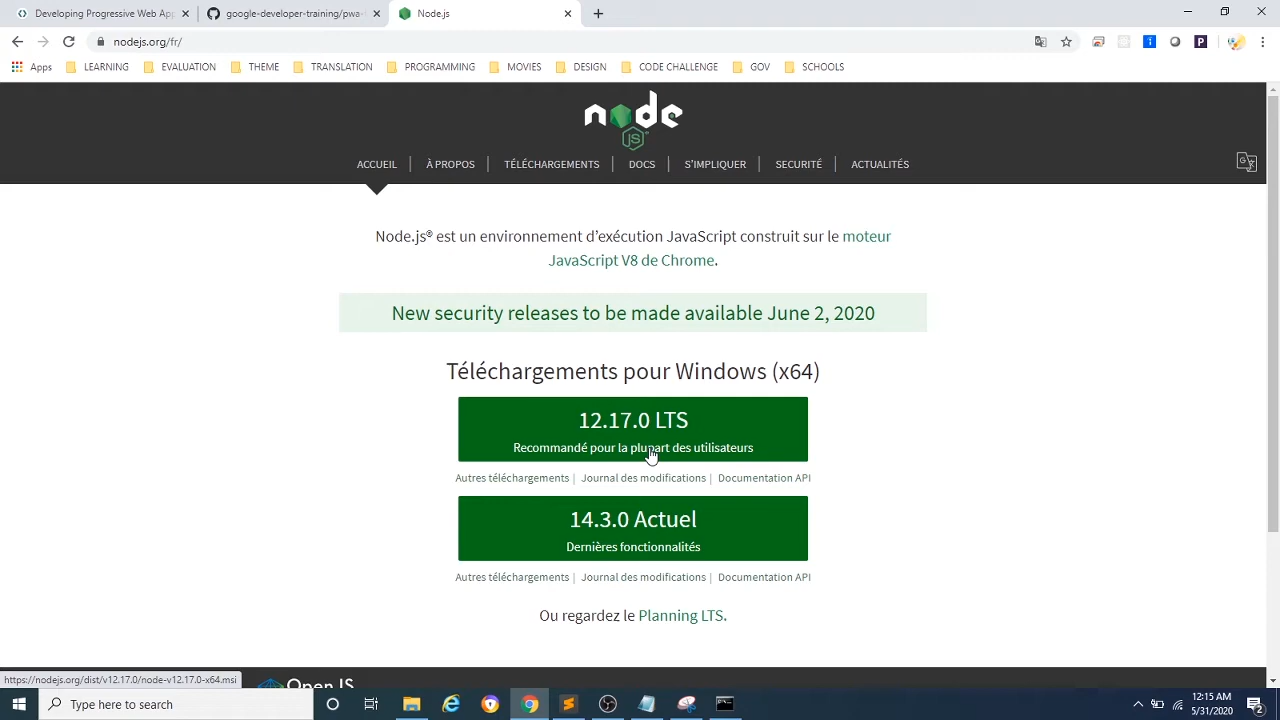 Developing Progressive Web App
google-developer-training/pwa-
Node.js
nodejs.org/fr/
Apps
LEARNING
EVALUATION
THEME
TRANSLATION
PROGRAMMING
MOVIES
DESIGN
CODE CHALLENGE
GOV
SCHOOLS
node
JS
ACCUEIL
À PROPOS
TÉLÉCHARGEMENTS
DOCS
S'IMPLIQUER
SECURITÉ
ACTUALITÉS
Node.js® est un environnement d'exécution JavaScript construit sur le moteur
JavaScript V8 de Chrome.
New security releases to be made available June 2, 2020
Téléchargements pour Windows (x64)
12.17.0 LTS
Recommandé pour la plupart des utilisateurs
Autres téléchargements | Journal des modifications | Documentation API
14.3.0 Actuel
Dernières fonctionnalités
Autres téléchargements | Journal des modifications | Documentation API
Ou regardez le Planning LTS.
https://nodejs.org/dist/v12.17.0/node-v12.17.0-x64.msi
OpenJS
Type here to search
12:15 AM
5/31/2020
2